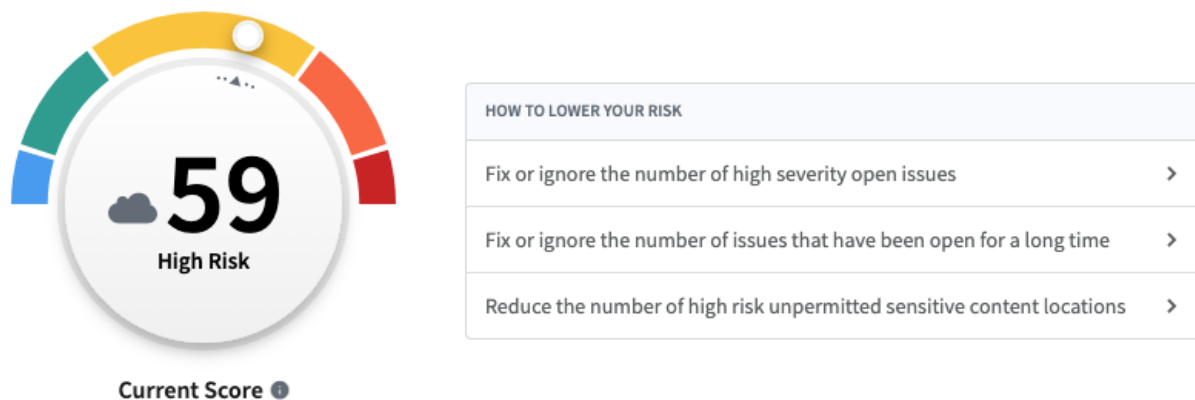 59
High Risk
Current Score
HOW TO LOWER YOUR RISK
Fix or ignore the number of high severity open issues
Fix or ignore the number of issues that have been open for a long time
Reduce the number of high risk unpermitted sensitive content locations